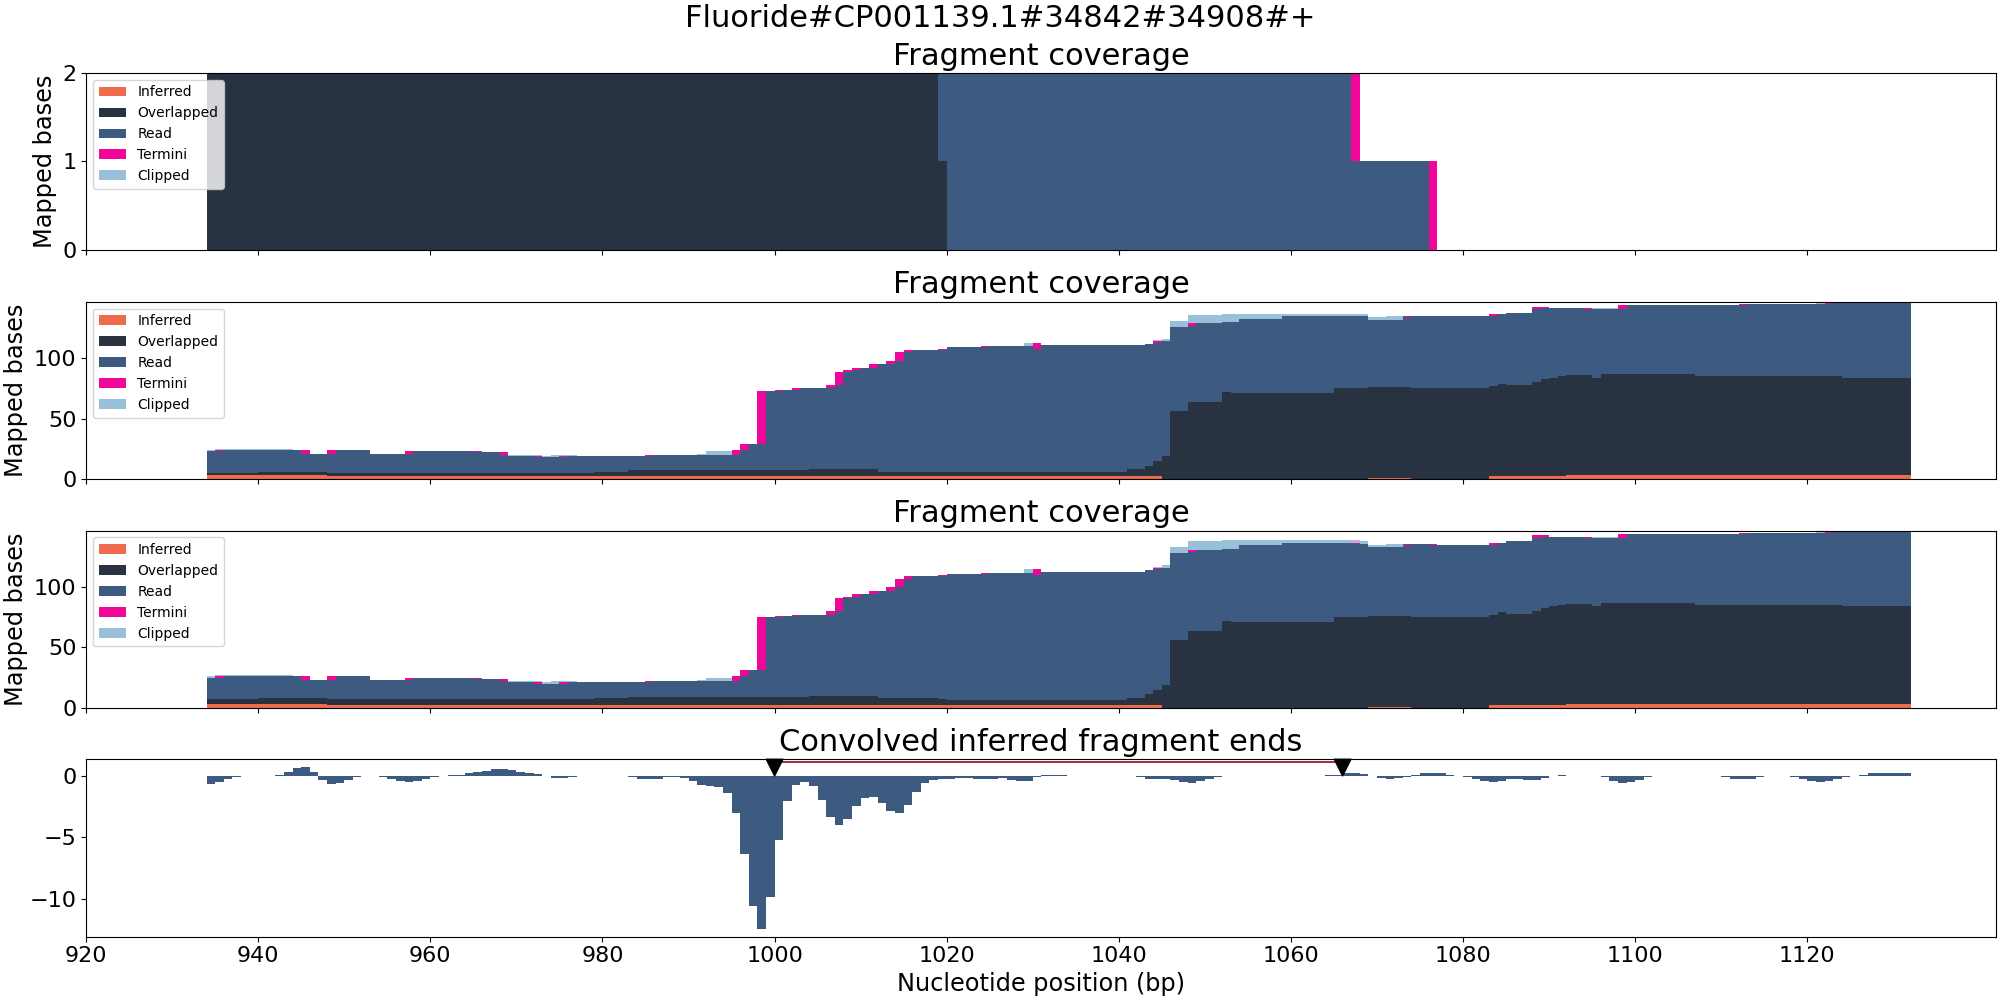 Fluoride#CP001139.1#34842#34908#+
Fragment coverage
Mapped bases
2
1
0
Inferred
Overlapped
Read
Termini
Clipped
Fragment coverage
Mapped bases
100
50
0
Inferred
Overlapped
Read
Termini
Clipped
Fragment coverage
Mapped bases
100
50
0
Inferred
Overlapped
Read
Termini
Clipped
Convolved inferred fragment ends
0
−5
−10
920 940 960 980 1000 1020 1040 1060 1080 1100 1120
Nucleotide position (bp)